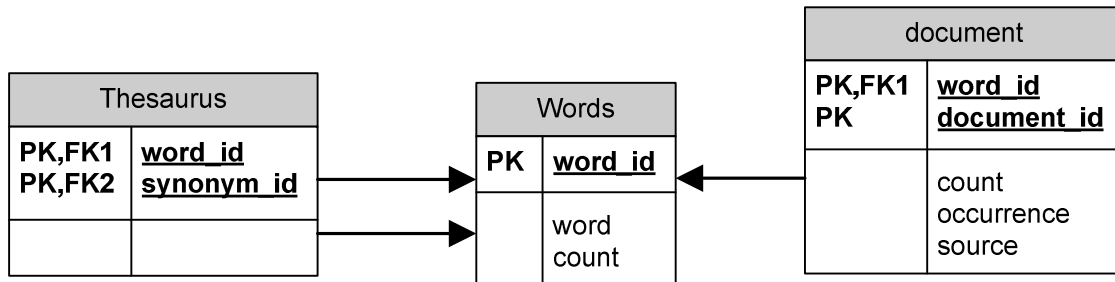 Thesaurus
PK,FK1 word_id
PK,FK2 synonym_id
Words
PK word_id
word
count
document
PK,FK1 word_id
PK document_id
count
occurrence
source